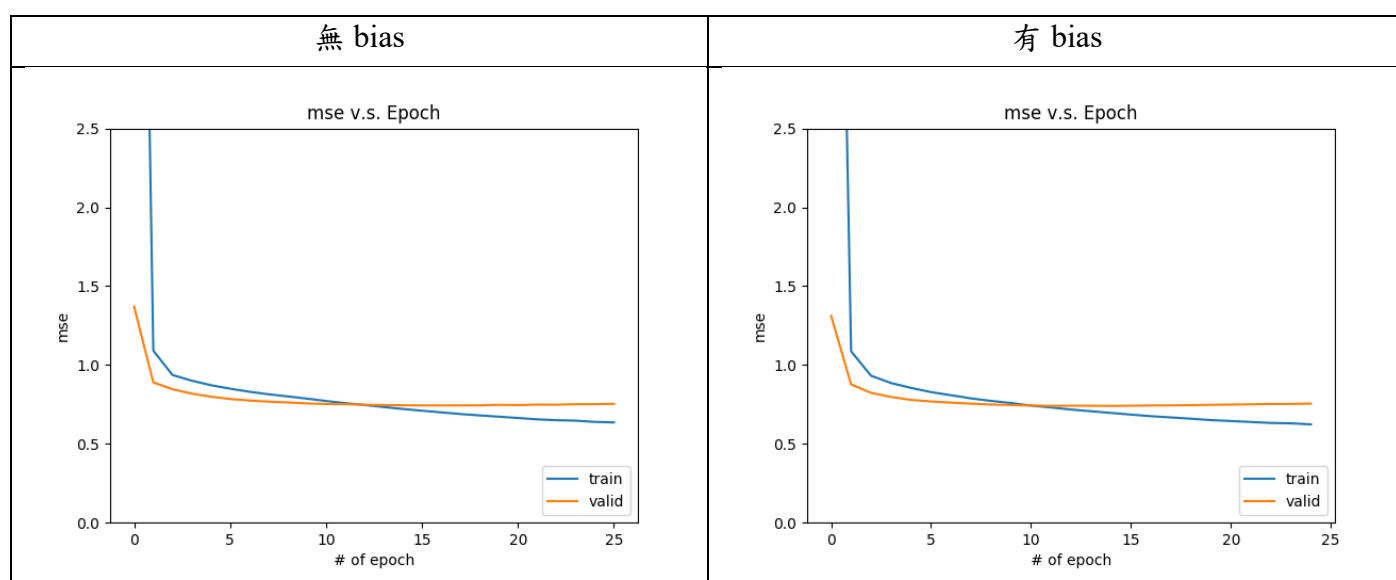 無 bias
有 bias
mse v.s. Epoch
2.5
2.0
1.5
1.0
0.5
0.0
mse
0 5 10 15 20 25
# of epoch
train
valid
mse v.s. Epoch
2.5
2.0
1.5
1.0
0.5
0.0
mse
0 5 10 15 20 25
# of epoch
train
valid